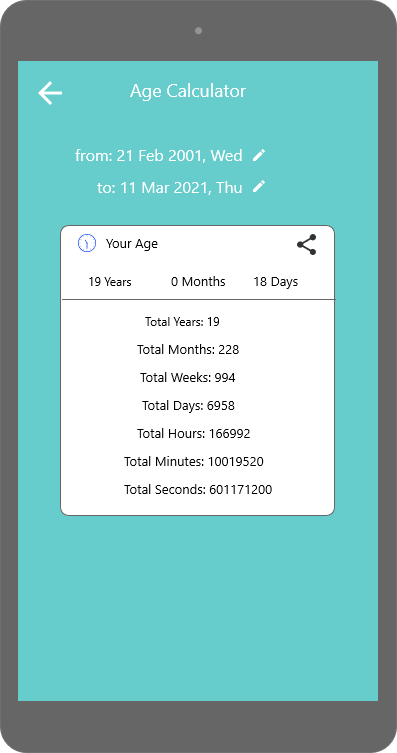 Age Calculator
from: 21 Feb 2001, Wed
to: 11 Mar 2021, Thu
Your Age
19 Years 0 Months 18 Days
Total Years: 19
Total Months: 228
Total Weeks: 994
Total Days: 6958
Total Hours: 166992
Total Minutes: 10019520
Total Seconds: 601171200